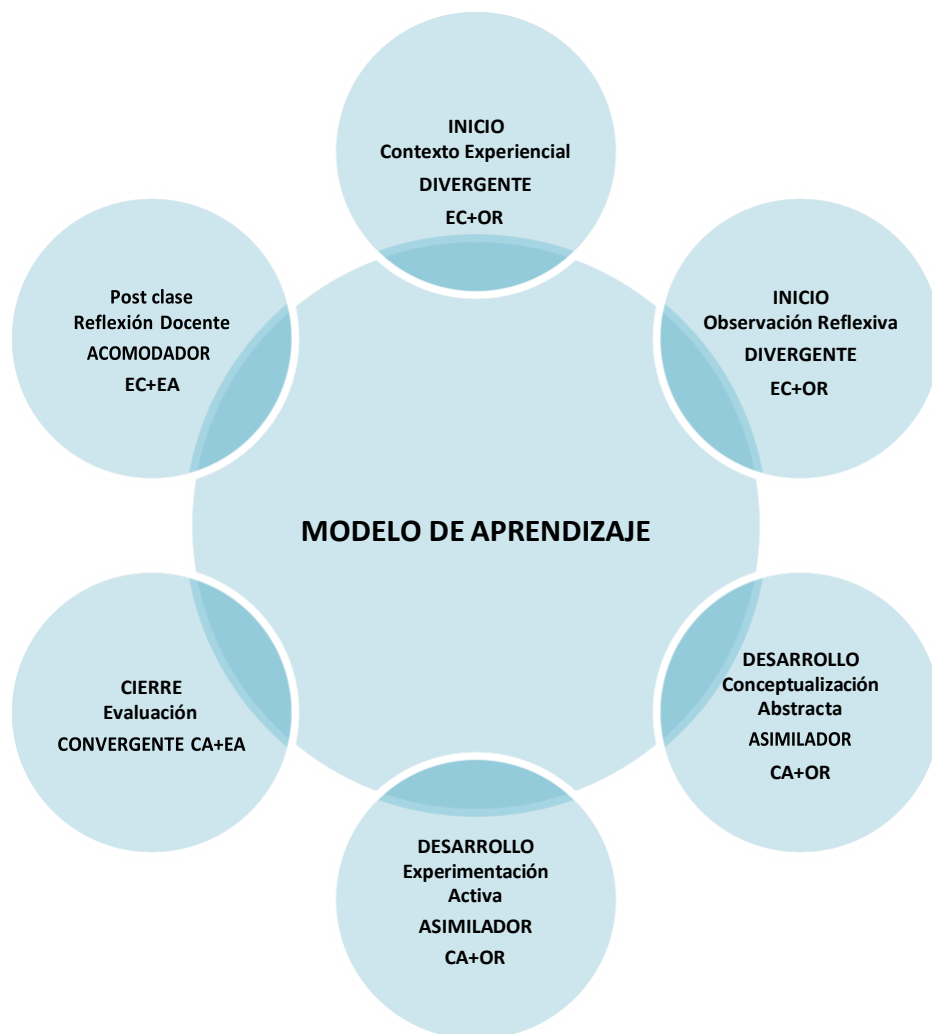 INICIO
Contexto Experiencial
DIVERGENTE
EC+OR
INICIO
Observación Reflexiva
DIVERGENTE
EC+OR
DESARROLLO
Conceptualización
Abstracta
ASIMILADOR
CA+OR
DESARROLLO
Experimentación
Activa
ASIMILADOR
CA+OR
CIERRE
Evaluación
CONVERGENTE CA+EA
Post clase
Reflexión Docente
ACOMODADOR
EC+EA
MODELO DE APRENDIZAJE